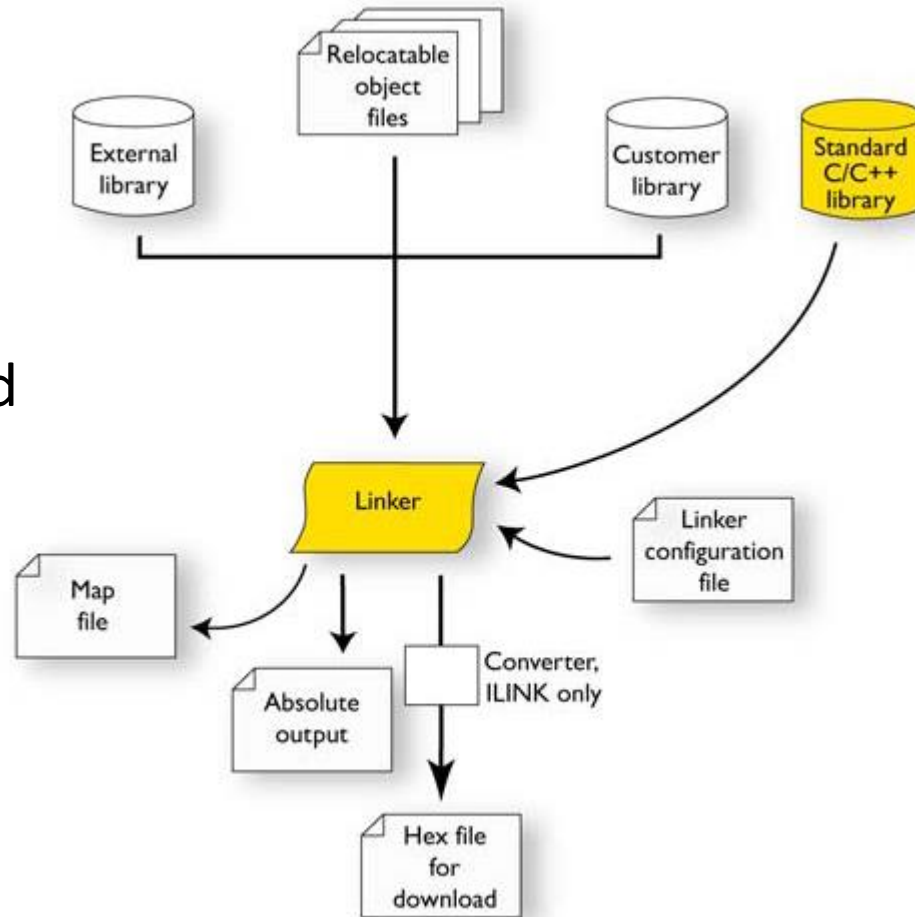 Relocatable
object
files
External
library
Customer
library
Standard
C/C++
library
d
Linker
Linker
configuration
file
Map
file
Converter,
ILINK only
Absolute
output
Hex file
for
download